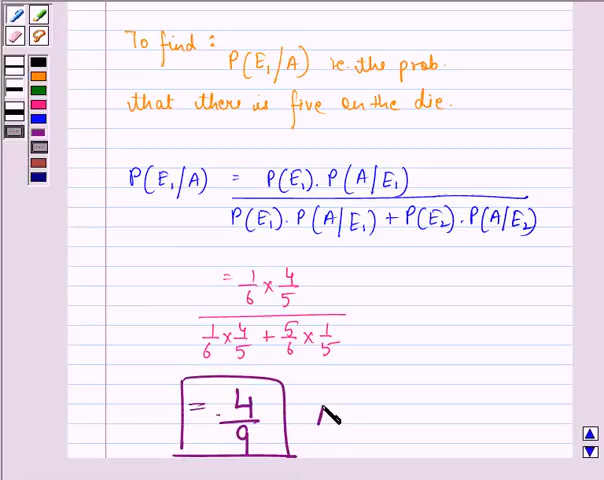 To find :
P(E₁/A) ie. the prob.
that there is five on the die.
P(E₁/A) = P(E₁). P(A/E₁)
P(E₁). P(A/E₁) + P(E₂). P(A/E₂)
= 1/6 × 4/5
1/6 × 4/5 + 5/6 × 1/5
= 4/9